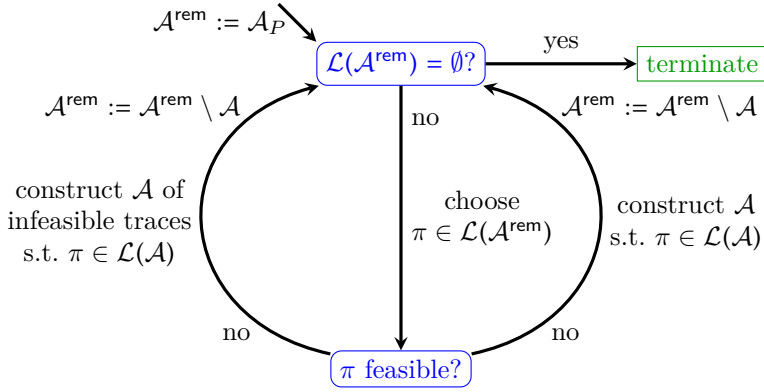 𝒜^rem := 𝒜_P
ℒ(𝒜^rem) = ∅?
yes
terminate
𝒜^rem := 𝒜^rem \ 𝒜
no
𝒜^rem := 𝒜^rem \ 𝒜
construct 𝒜 of
infeasible traces
s.t. π ∈ ℒ(𝒜)
choose
π ∈ ℒ(𝒜^rem)
construct 𝒜
s.t. π ∈ ℒ(𝒜)
no
no
π feasible?